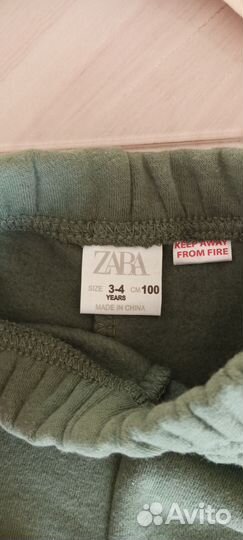 ZARA
SIZE 3-4 CM 100
YEARS
MADE IN CHINA
KEEP AWAY
FROM FIRE
Avito